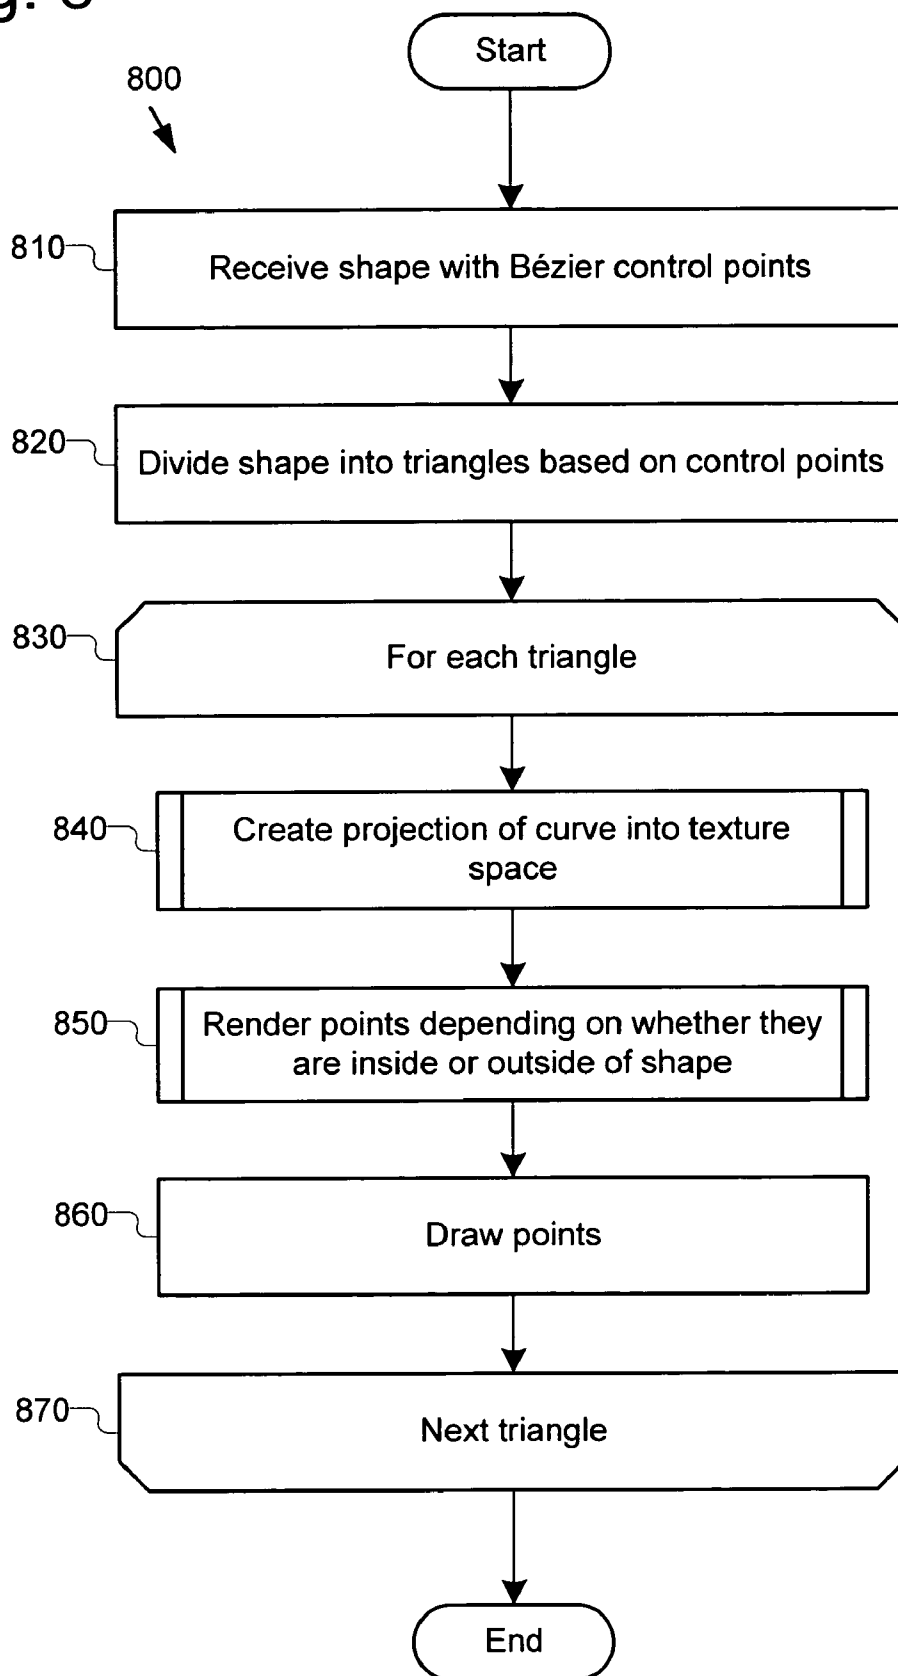 800
Start
810
Receive shape with Bézier control points
820
Divide shape into triangles based on control points
830
For each triangle
840
Create projection of curve into texture
space
850
Render points depending on whether they
are inside or outside of shape
860
Draw points
870
Next triangle
End